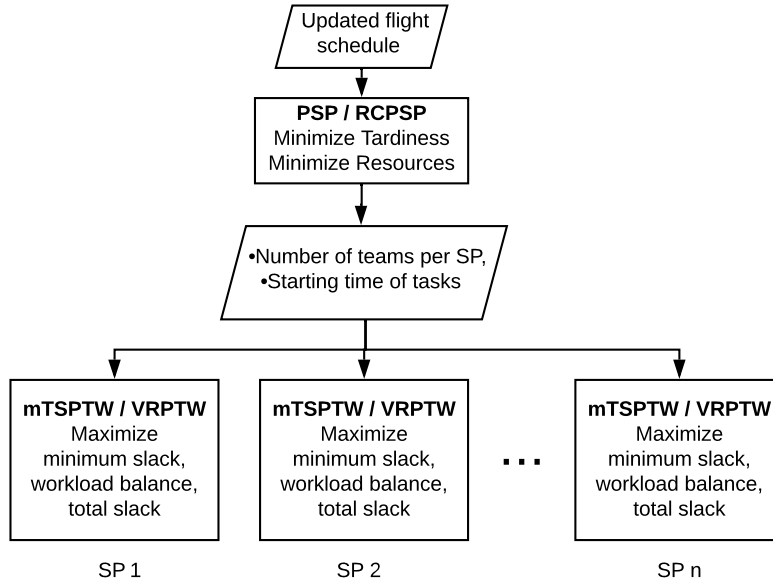 Updated flight
schedule
PSP / RCPSP
Minimize Tardiness
Minimize Resources
•Number of teams per SP,
•Starting time of tasks
mTSPTW / VRPTW
Maximize
minimum slack,
workload balance,
total slack
SP 1
mTSPTW / VRPTW
Maximize
minimum slack,
workload balance,
total slack
SP 2
...
mTSPTW / VRPTW
Maximize
minimum slack,
workload balance,
total slack
SP n